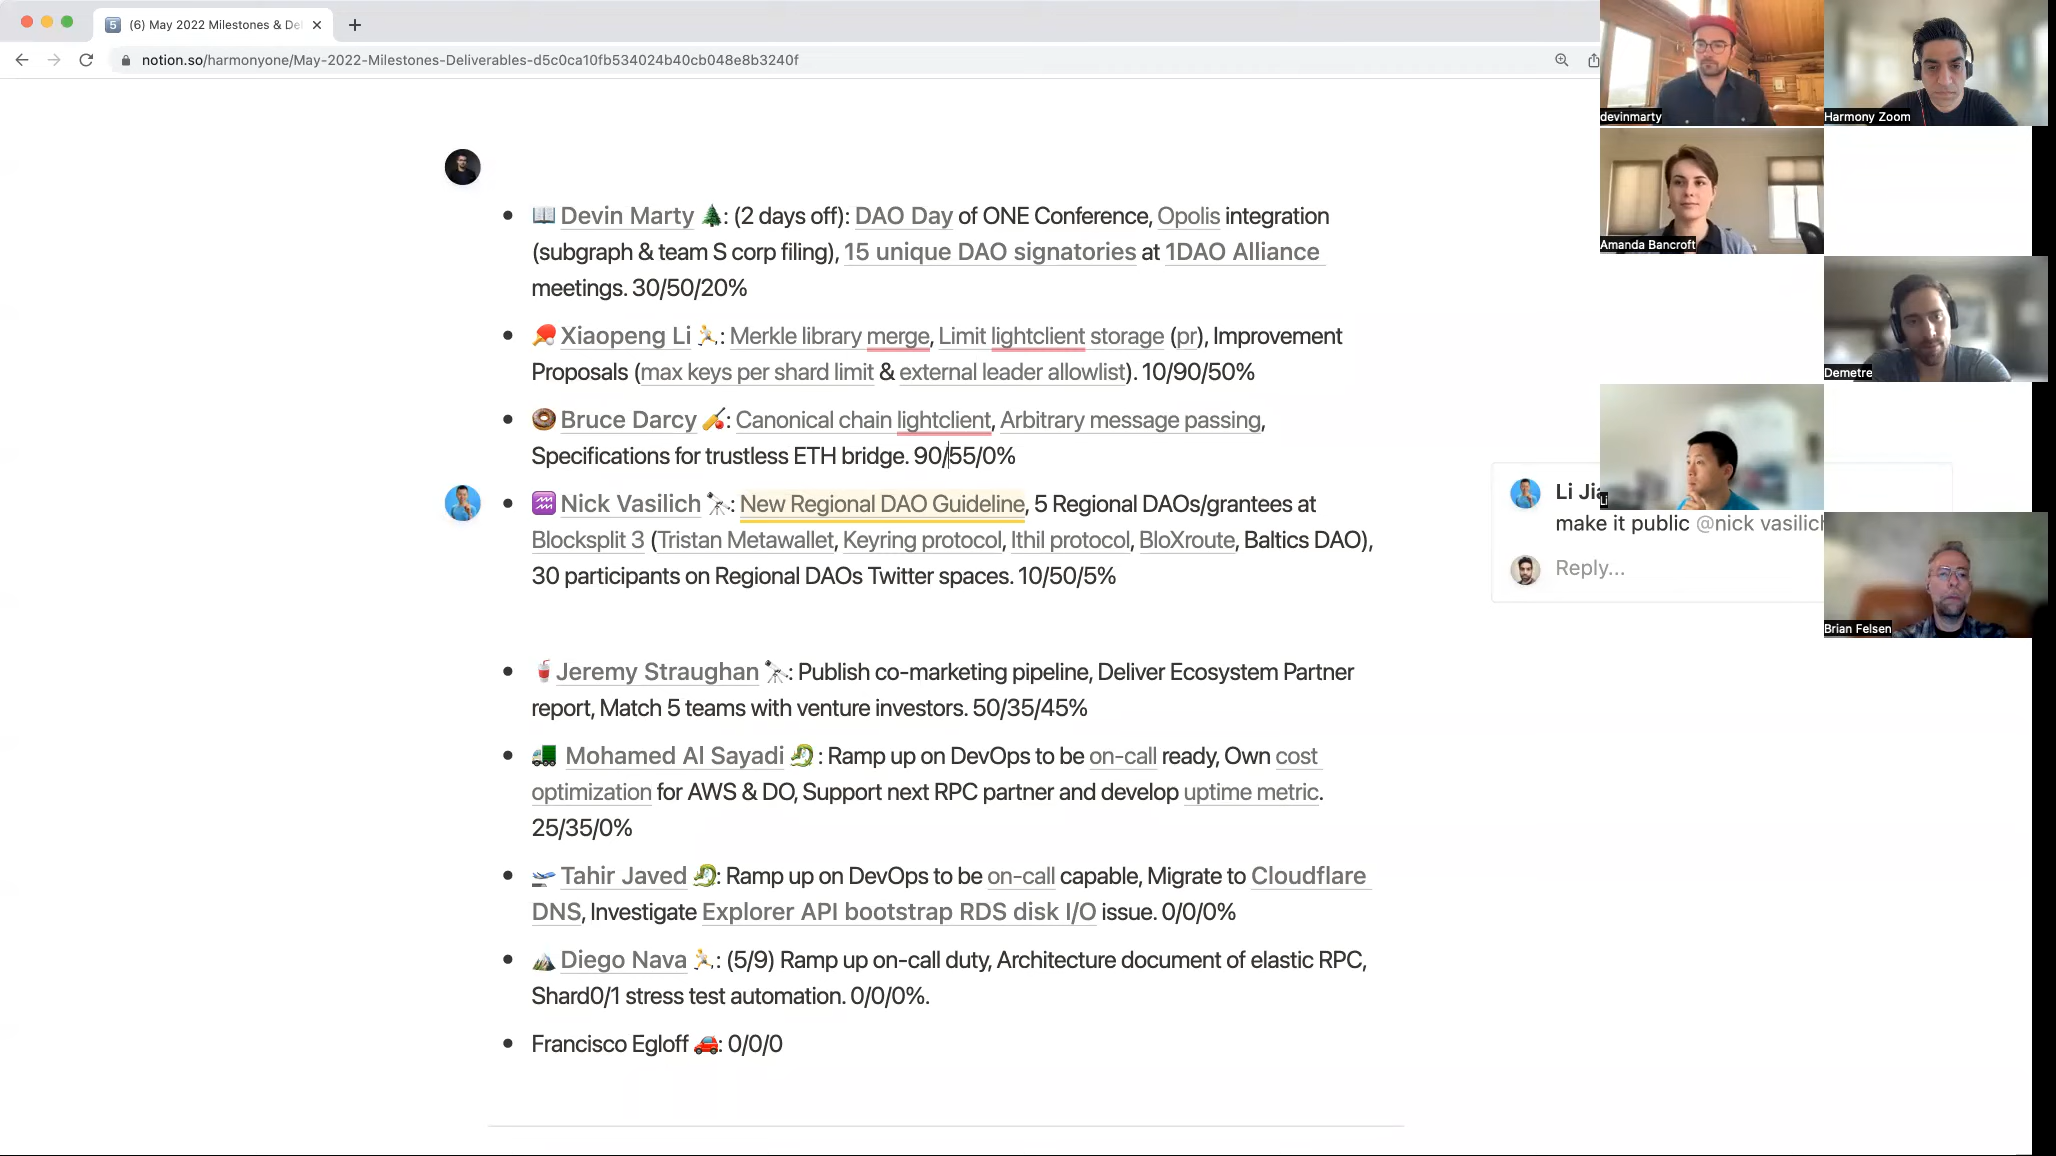 (6) May 2022 Milestones & De
notion.so/harmonyone/May-2022-Milestones-Deliverables-d5c0ca10fb534024b40cb048e8b3240f
Devin Marty : (2 days off): DAO Day of ONE Conference, Opolis integration
(subgraph & team S corp filing), 15 unique DAO signatories at 1DAO Alliance
meetings. 30/50/20%
Xiaopeng Li : Merkle library merge, Limit lightclient storage (pr), Improvement
Proposals (max keys per shard limit & external leader allowlist). 10/90/50%
Bruce Darcy : Canonical chain lightclient, Arbitrary message passing,
Specifications for trustless ETH bridge. 90/55/0%
Nick Vasilich : New Regional DAO Guideline, 5 Regional DAOs/grantees at
Blocksplit 3 (Tristan Metawallet, Keyring protocol, Ithil protocol, BloXroute, Baltics DAO),
30 participants on Regional DAOs Twitter spaces. 10/50/5%
Jeremy Straughan : Publish co-marketing pipeline, Deliver Ecosystem Partner
report, Match 5 teams with venture investors. 50/35/45%
Mohamed Al Sayadi : Ramp up on DevOps to be on-call ready, Own cost
optimization for AWS & DO, Support next RPC partner and develop uptime metric.
25/35/0%
Tahir Javed : Ramp up on DevOps to be on-call capable, Migrate to Cloudflare
DNS, Investigate Explorer API bootstrap RDS disk I/O issue. 0/0/0%
Diego Nava : (5/9) Ramp up on-call duty, Architecture document of elastic RPC,
Shard0/1 stress test automation. 0/0/0%.
Francisco Egloff : 0/0/0
Li Jia
make it public @nick vasilich
Reply...
devinmarty
Harmony Zoom
Amanda Bancroft
Demetre
Li
Brian Felsen